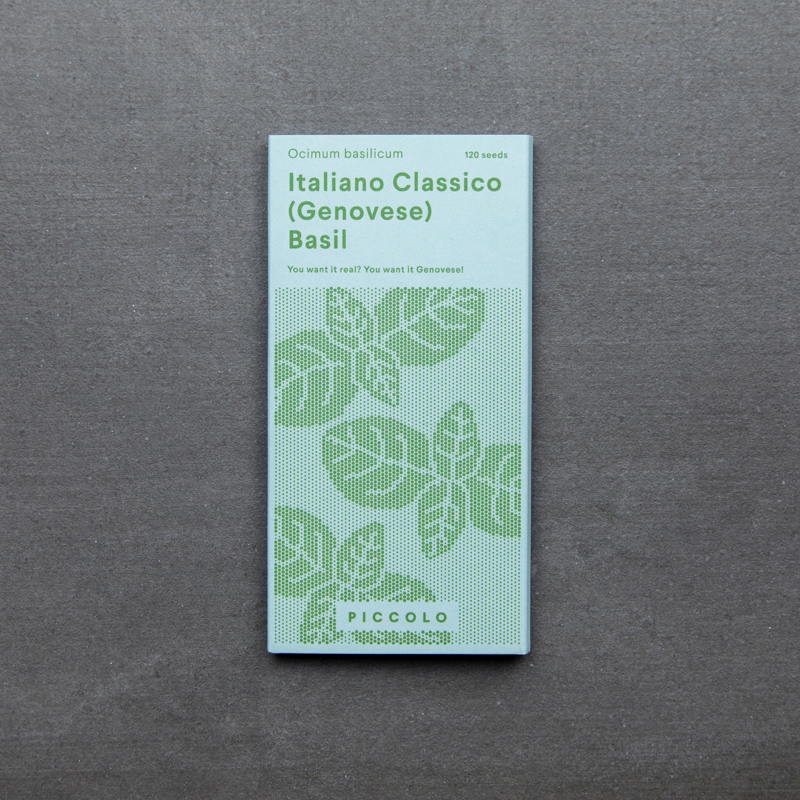 Ocimum basilicum 120 seeds
Italiano Classico
(Genovese)
Basil
You want it real? You want it Genovese!
PICCOLO